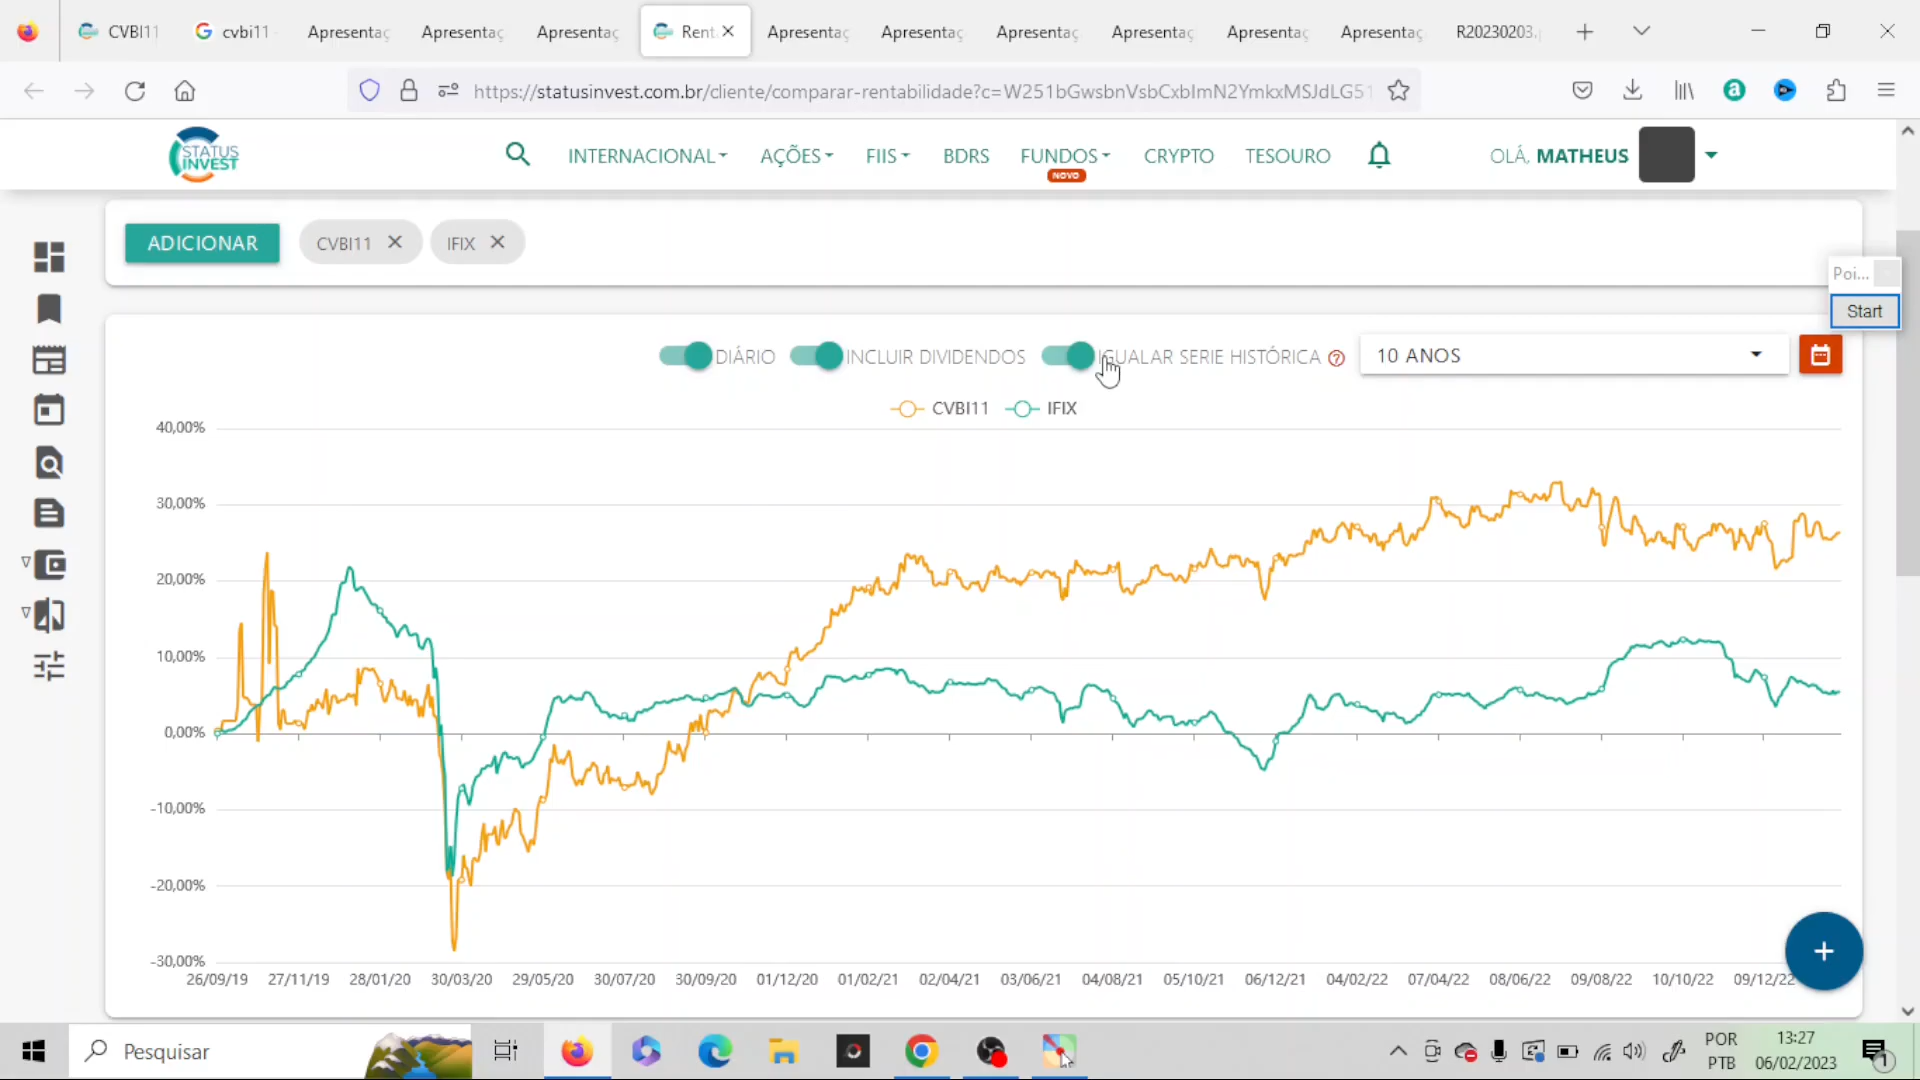 CVBI11
cvbi11
Apresentaç
Apresentaç
Apresentaç
Rent
Apresentaç
Apresentaç
Apresentaç
Apresentaç
Apresentaç
Apresentaç
R20230203.
https://statusinvest.com.br/cliente/comparar-rentabilidade?c=W251bGwsbnVsbCxbImN2YmkxMSJdLG51
STATUS INVEST
INTERNACIONAL
AÇÕES
FIIS
BDRS
FUNDOS
NOVO
CRYPTO
TESOURO
OLÁ, MATHEUS
ADICIONAR
CVBI11
IFIX
Poi...
Start
DIÁRIO
INCLUIR DIVIDENDOS
IGUALAR SERIE HISTÓRICA
10 ANOS
CVBI11
IFIX
40,00%
30,00%
20,00%
10,00%
0,00%
-10,00%
-20,00%
-30,00%
26/09/19 27/11/19 28/01/20 30/03/20 29/05/20 30/07/20 30/09/20 01/12/20 01/02/21 02/04/21 03/06/21 04/08/21 05/10/21 06/12/21 04/02/22 07/04/22 08/06/22 09/08/22 10/10/22 09/12/22
+
Pesquisar
POR
PTB
13:27
06/02/2023
1